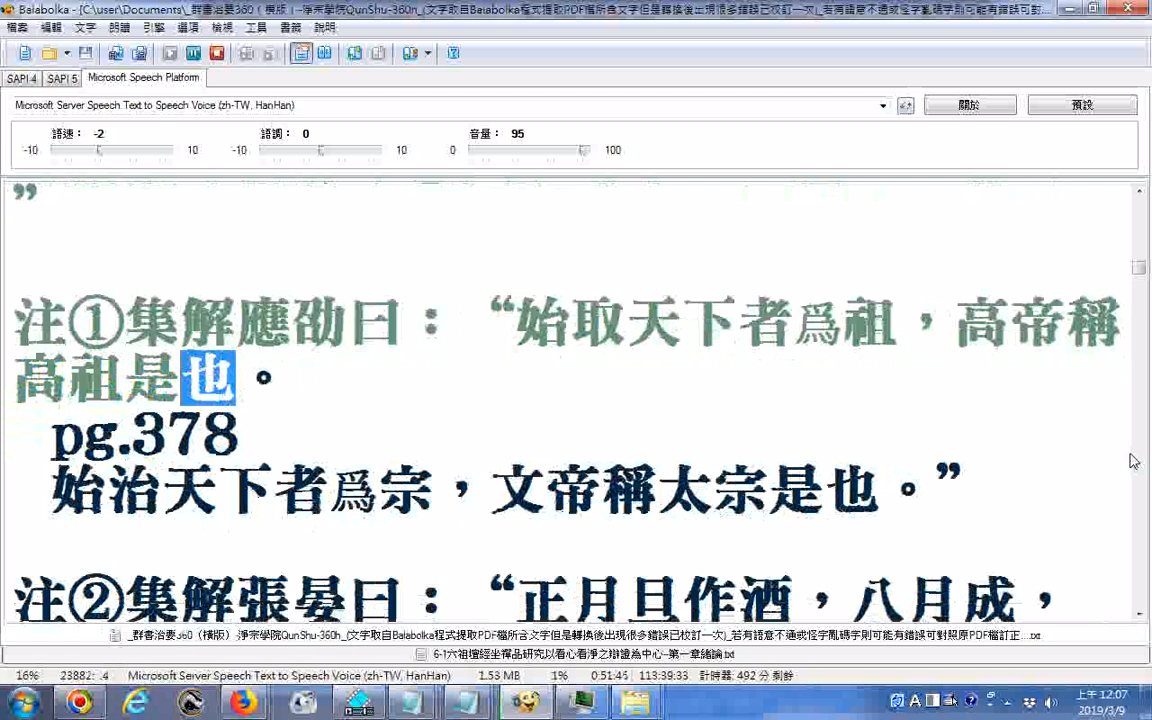 Balabolka - [C:\user\Documents\_群書治要360（橫版）--淨宗學院QunShu-360h_(文字取自Balabolka程式提取PDF檔所含文字但是轉換後出現很多錯誤已校訂一次)_若有語意不通或怪字亂碼字則可能有錯誤可對...
檔案 編輯 文字 朗讀 引擎 選項 檢視 工具 書籤 說明
SAPI 4 SAPI 5 Microsoft Speech Platform
Microsoft Server Speech Text to Speech Voice (zh-TW, HanHan) 關於 預設
語速： -2 語調： 0 音量： 95
-10 10 -10 10 0 100
”
注①集解應劭曰：“始取天下者爲祖，高帝稱
高祖是也。
pg.378
始治天下者爲宗，文帝稱太宗是也。”
注②集解張晏曰：“正月旦作酒，八月成，
_群書治要360（橫版）--淨宗學院QunShu-360h_(文字取自Balabolka程式提取PDF檔所含文字但是轉換後出現很多錯誤已校訂一次)_若有語意不通或怪字亂碼字則可能有錯誤可對照原PDF檔訂正....txt
6-1六祖壇經坐禪品研究以看心看淨之辯證為中心--第一章緒論.txt
16% Microsoft Server Speech Text to Speech Voice (zh-TW, HanHan) 1.53 MB 1% 0:51:45 113:39:33 計時器: 492 分 剩餘
上午 12:07
2019/3/9